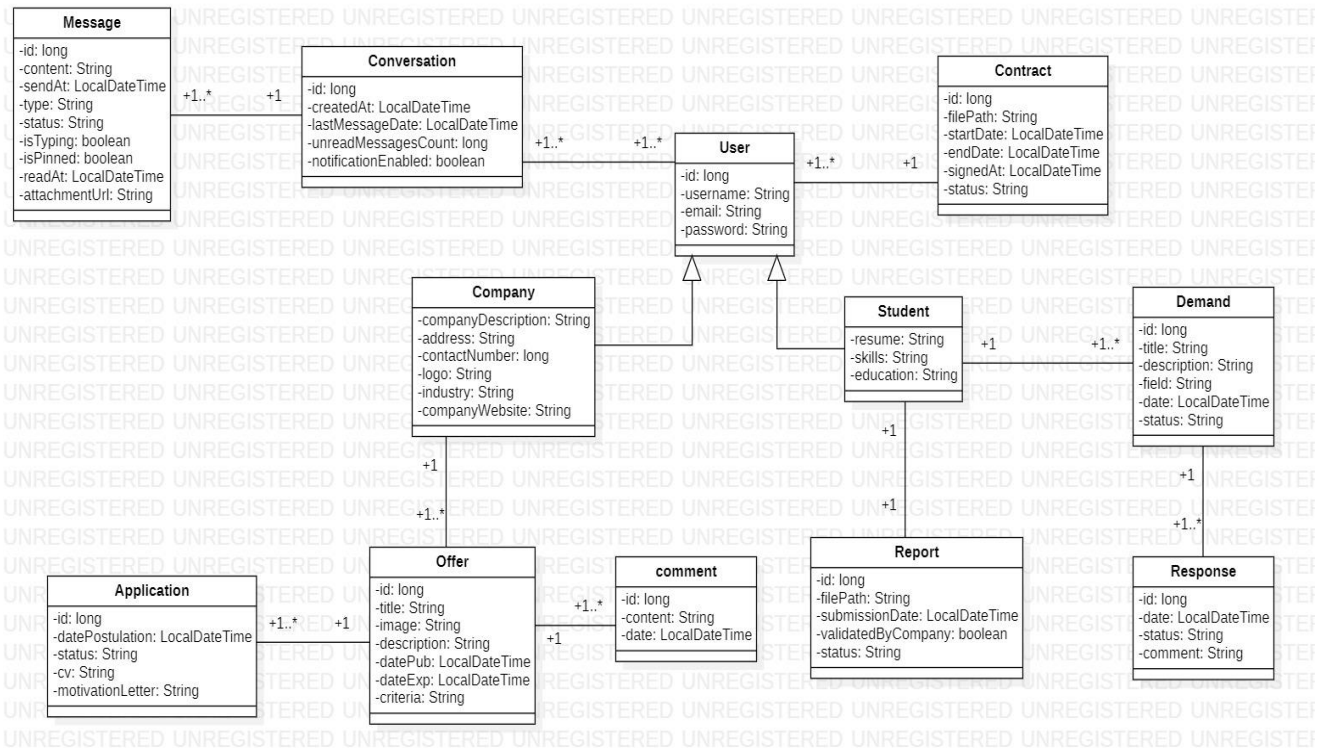 Message
-id: long
-content: String
-sendAt: LocalDateTime
-type: String
-status: String
-isTyping: boolean
-isPinned: boolean
-readAt: LocalDateTime
-attachmentUrl: String
+1..*
+1
Conversation
-id: long
-createdAt: LocalDateTime
-lastMessageDate: LocalDateTime
-unreadMessagesCount: long
-notificationEnabled: boolean
+1..*
+1..*
User
-id: long
-username: String
-email: String
-password: String
+1..*
+1
Contract
-id: long
-filePath: String
-startDate: LocalDateTime
-endDate: LocalDateTime
-signedAt: LocalDateTime
-status: String
Company
-companyDescription: String
-address: String
-contactNumber: long
-logo: String
-industry: String
-companyWebsite: String
Student
-resume: String
-skills: String
-education: String
+1
+1..*
Demand
-id: long
-title: String
-description: String
-field: String
-date: LocalDateTime
-status: String
+1
+1..*
+1
+1
+1
+1..*
Application
-id: long
-datePostulation: LocalDateTime
-status: String
-cv: String
-motivationLetter: String
+1..*
+1
Offer
-id: long
-title: String
-image: String
-description: String
-datePub: LocalDateTime
-dateExp: LocalDateTime
-criteria: String
+1..*
+1
comment
-id: long
-content: String
-date: LocalDateTime
Report
-id: long
-filePath: String
-submissionDate: LocalDateTime
-validatedByCompany: boolean
-status: String
Response
-id: long
-date: LocalDateTime
-status: String
-comment: String
UNREGISTERED